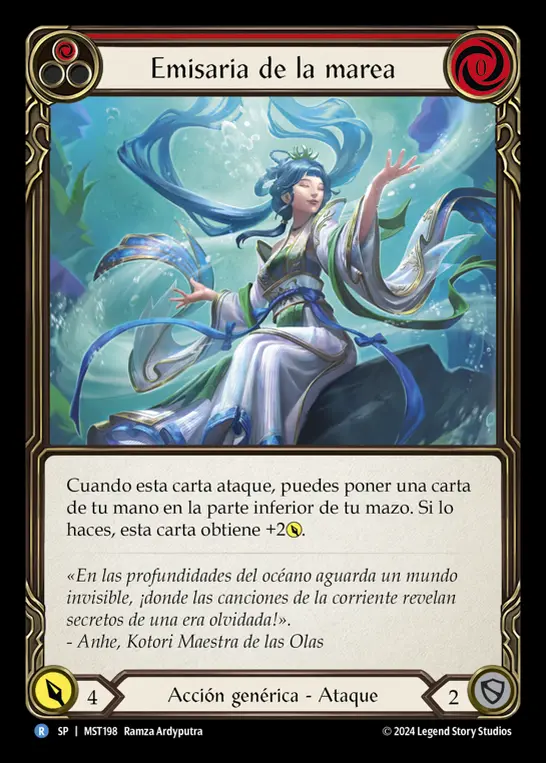 Emisaria de la marea
0
Cuando esta carta ataque, puedes poner una carta
de tu mano en la parte inferior de tu mazo. Si lo
haces, esta carta obtiene +2.
«En las profundidades del océano aguarda un mundo
invisible, ¡donde las canciones de la corriente revelan
secretos de una era olvidada!».
- Anhe, Kotori Maestra de las Olas
4
Acción genérica - Ataque
2
R SP | MST198 Ramza Ardyputra
© 2024 Legend Story Studios